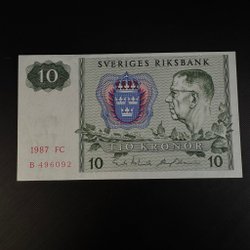 SVERIGES RIKSBANK
10
1987 FC
B 496092
TIO KRONOR
10
10